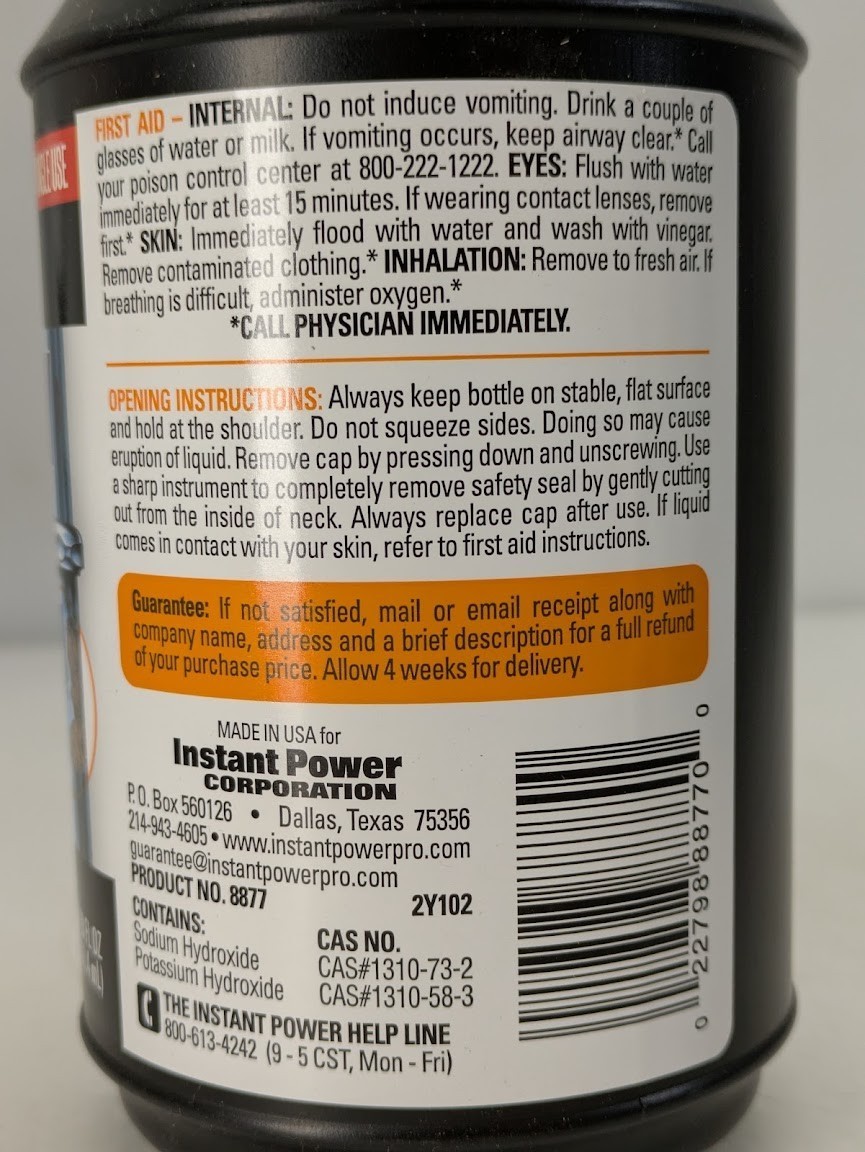 FIRST AID – INTERNAL: Do not induce vomiting. Drink a couple of
glasses of water or milk. If vomiting occurs, keep airway clear.* Call
your poison control center at 800-222-1222. EYES: Flush with water
immediately for at least 15 minutes. If wearing contact lenses, remove
first.* SKIN: Immediately flood with water and wash with vinegar.
Remove contaminated clothing.* INHALATION: Remove to fresh air. If
breathing is difficult, administer oxygen.*
*CALL PHYSICIAN IMMEDIATELY.
OPENING INSTRUCTIONS: Always keep bottle on stable, flat surface
and hold at the shoulder. Do not squeeze sides. Doing so may cause
eruption of liquid. Remove cap by pressing down and unscrewing. Use
a sharp instrument to completely remove safety seal by gently cutting
out from the inside of neck. Always replace cap after use. If liquid
comes in contact with your skin, refer to first aid instructions.
Guarantee: If not satisfied, mail or email receipt along with
company name, address and a brief description for a full refund
of your purchase price. Allow 4 weeks for delivery.
MADE IN USA for
Instant Power
CORPORATION
P.O. Box 560126 • Dallas, Texas 75356
214-943-4605 • www.instantpowerpro.com
guarantee@instantpowerpro.com
PRODUCT NO. 8877
2Y102
CONTAINS: CAS NO.
Sodium Hydroxide CAS#1310-73-2
Potassium Hydroxide CAS#1310-58-3
THE INSTANT POWER HELP LINE
800-613-4242 (9 - 5 CST, Mon - Fri)
0 22798 88770 0
USE